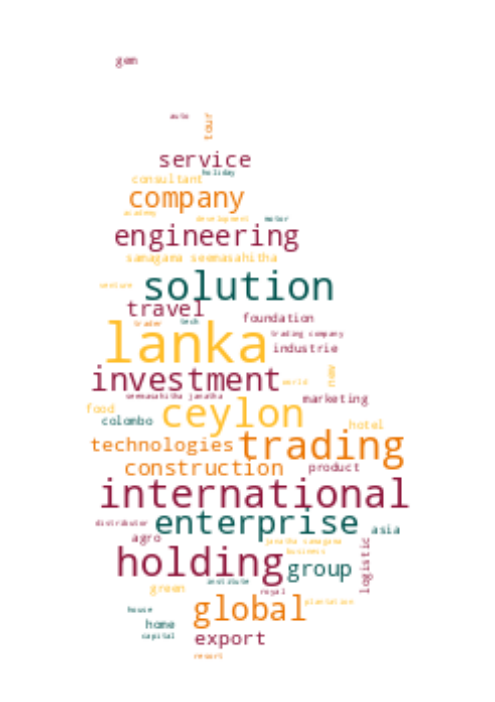 gem
auto
tour
service
holiday
consultant
company
academy
development motor
engineering
samagama seemasahitha
solution
venture
travel
foundation
trader tech
trading company
lanka
industrie
investment
world
new
seemasahitha janatha
marketing
food
ceylon
colombo
hotel
technologies
trading
construction
product
international
distributor
enterprise
asia
agro
janatha samagama
business
holding
group
logistic
institute
green
royal
plantation
house
global
home
capital
export
resort